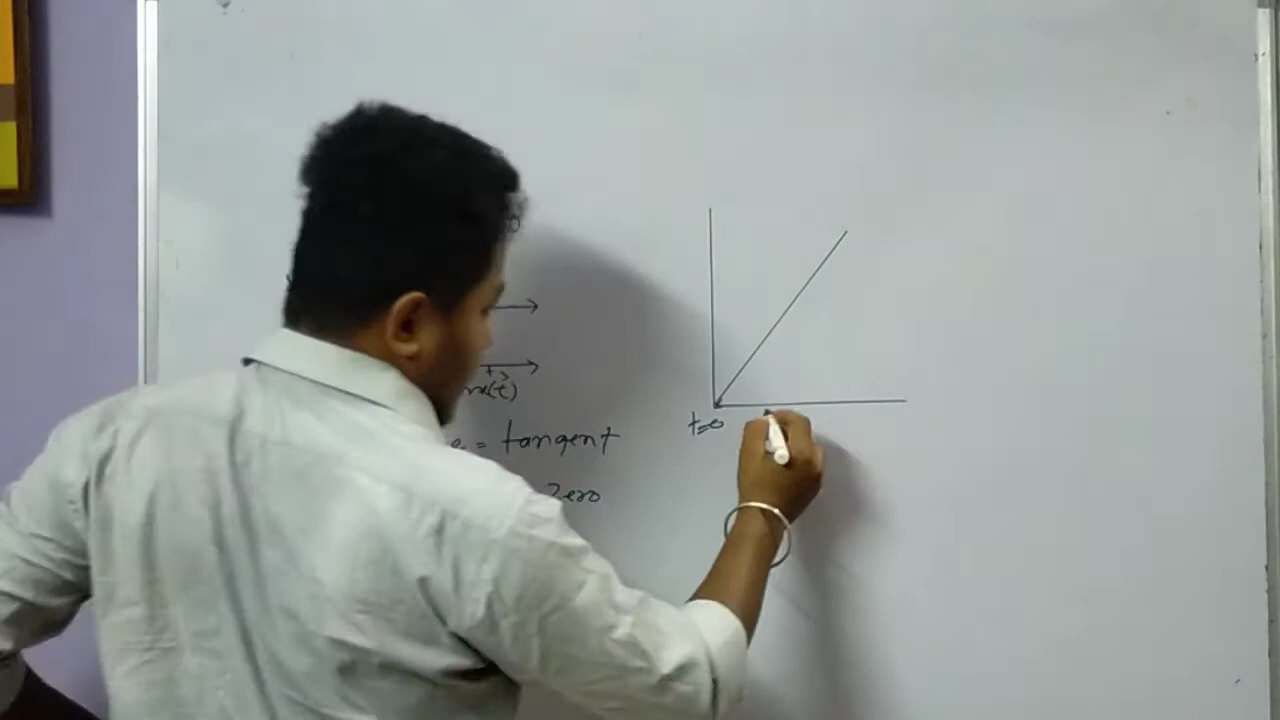 (t)
= tangent
Zero
t=0